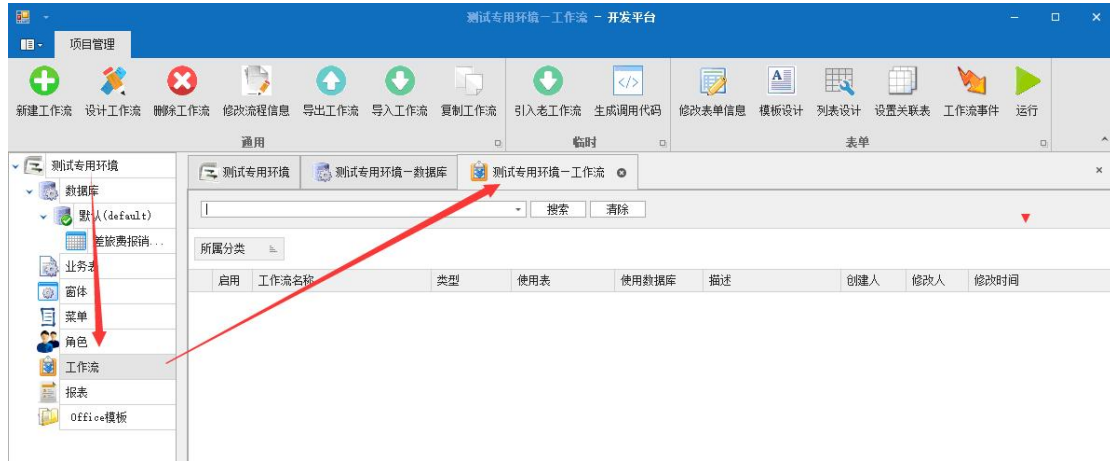 测试专用环境－工作流 - 开发平台
项目管理
新建工作流 设计工作流 删除工作流 修改流程信息 导出工作流 导入工作流 复制工作流 引入老工作流 生成调用代码 修改表单信息 模板设计 列表设计 设置关联表 工作流事件 运行
通用 临时 表单
测试专用环境
数据库
默认(default)
差旅费报销...
业务表
窗体
菜单
角色
工作流
报表
Office模板
测试专用环境 测试专用环境－数据库 测试专用环境－工作流
搜索 清除
所属分类
启用 工作流名称 类型 使用表 使用数据库 描述 创建人 修改人 修改时间